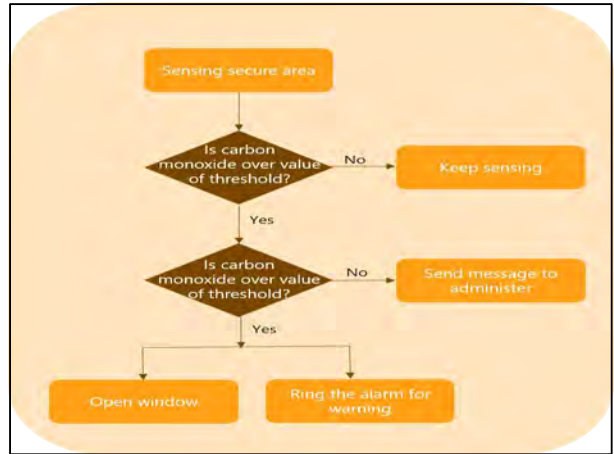 Sensing secure area
Is carbon
monoxide over value
of threshold?
No
Keep sensing
Yes
Is carbon
monoxide over value
of threshold?
No
Send message to
administer
Yes
Open window
Ring the alarm for
warning